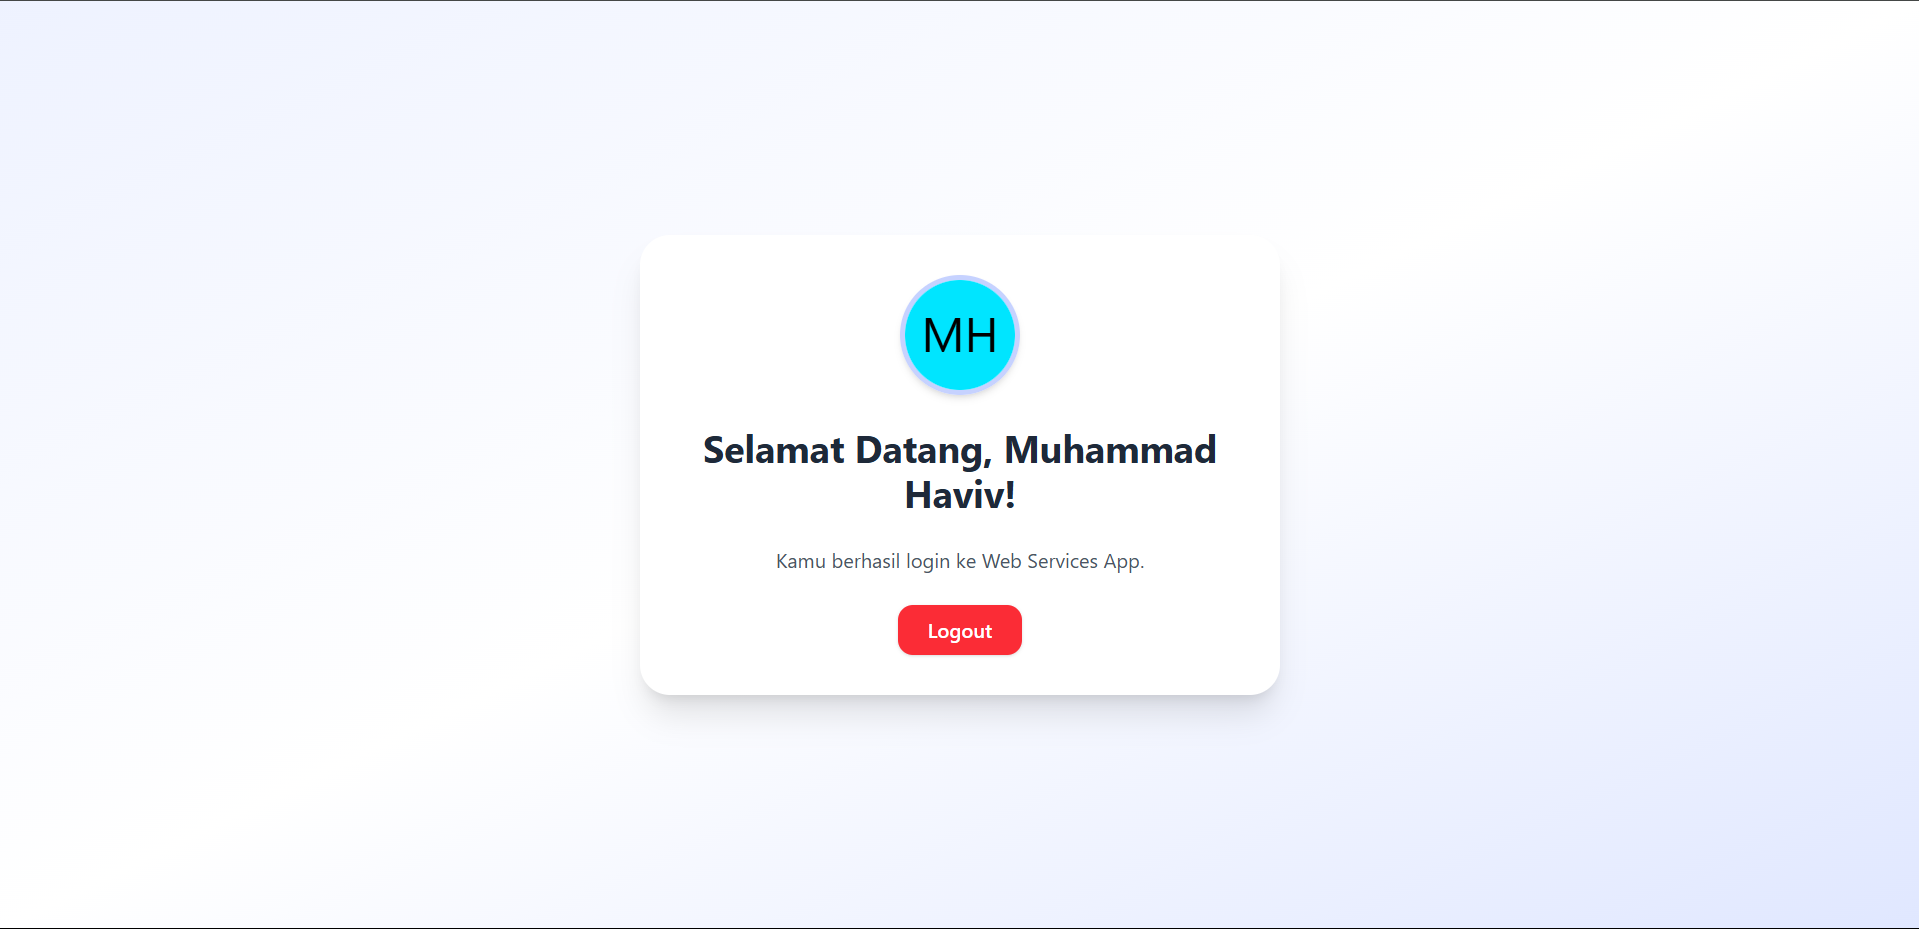 MH
Selamat Datang, Muhammad
Haviv!
Kamu berhasil login ke Web Services App.
Logout